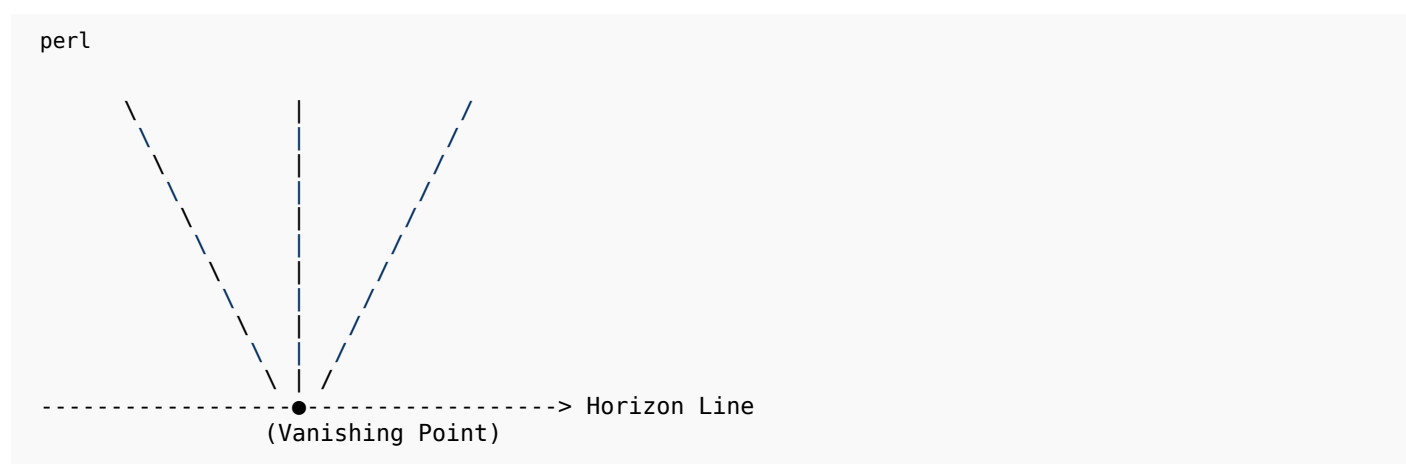 perl
\ | /
\ | /
\ | /
\ | /
\ | /
\ | /
\ | /
\ | /
\ | /
\ | /
\ | /
------------------●------------------> Horizon Line
(Vanishing Point)